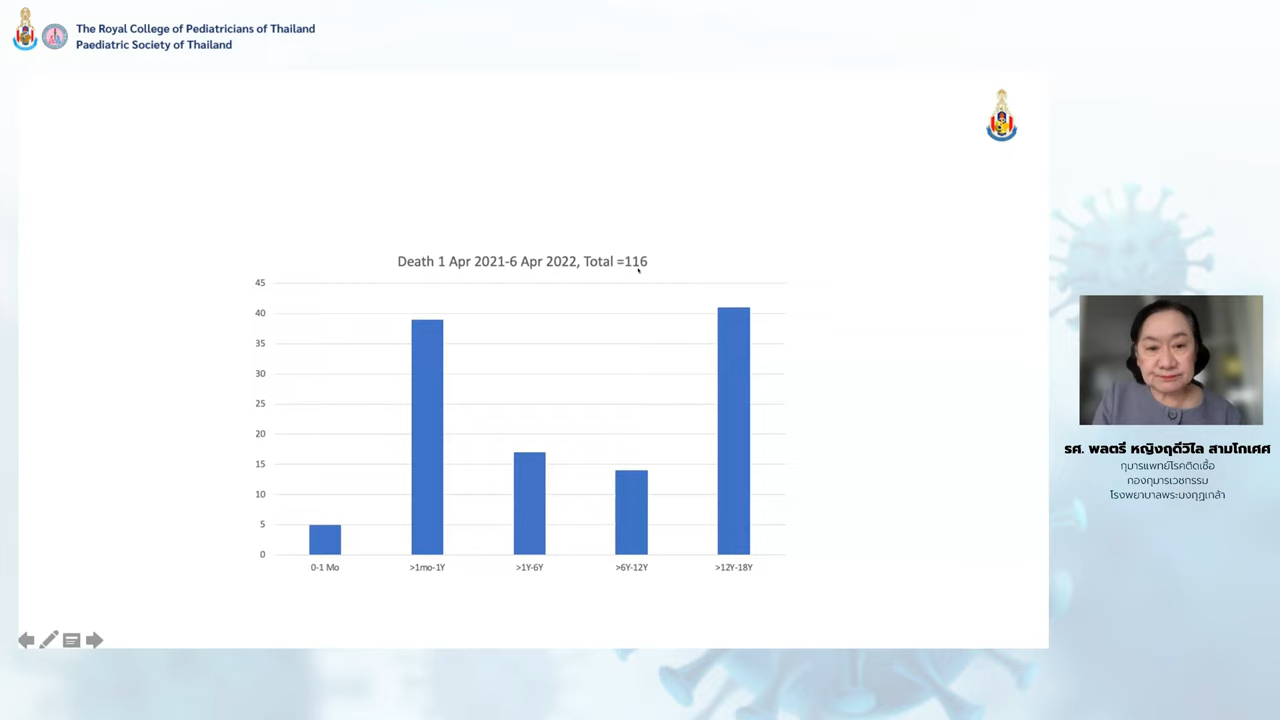 The Royal College of Pediatricians of Thailand
Paediatric Society of Thailand
Death 1 Apr 2021-6 Apr 2022, Total =116
45
40
35
30
25
20
15
10
5
0
0-1 Mo
>1mo-1Y
>1Y-6Y
>6Y-12Y
>12Y-18Y
รศ. พลตรี หญิงฤดีวิไล สามโกเศศ
กุมารแพทย์โรคติดเชื้อ
กองกุมารเวชกรรม
โรงพยาบาลพระมงกุฎเกล้า